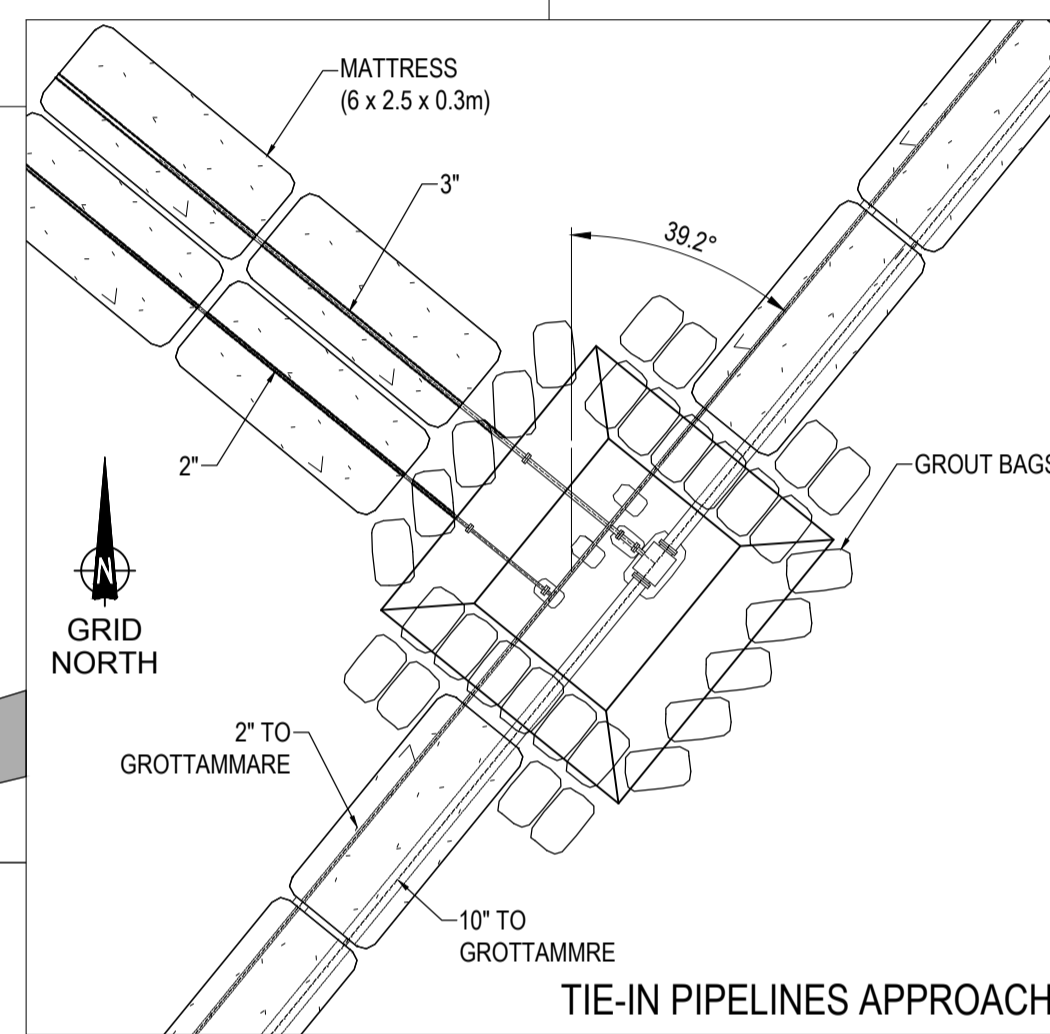 MATTRESS
(6 x 2.5 x 0.3m)
3"
39.2°
2"
GROUT BAGS
N
GRID
NORTH
2" TO
GROTTAMMARE
10" TO
GROTTAMMRE
TIE-IN PIPELINES APPROACH